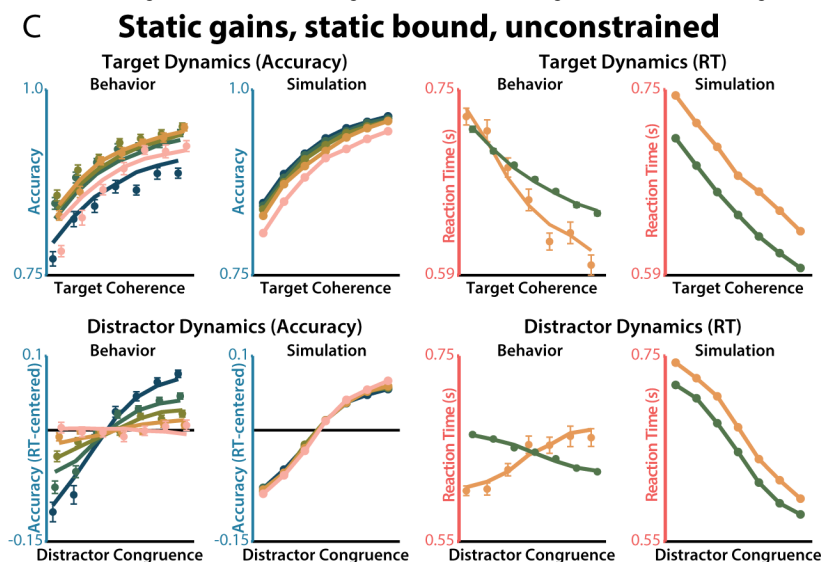 C Static gains, static bound, unconstrained
Target Dynamics (Accuracy)
Target Dynamics (RT)
Behavior
Simulation
Behavior
Simulation
1.0
Accuracy
0.75
Target Coherence
1.0
Accuracy
0.75
Target Coherence
0.75
Reaction Time (s)
0.59
Target Coherence
0.75
Reaction Time (s)
0.59
Target Coherence
Distractor Dynamics (Accuracy)
Distractor Dynamics (RT)
Behavior
Simulation
Behavior
Simulation
0.1
Accuracy (RT-centered)
-0.15
Distractor Congruence
0.1
Accuracy (RT-centered)
-0.15
Distractor Congruence
0.75
Reaction Time (s)
0.55
Distractor Congruence
0.75
Reaction Time (s)
0.55
Distractor Congruence